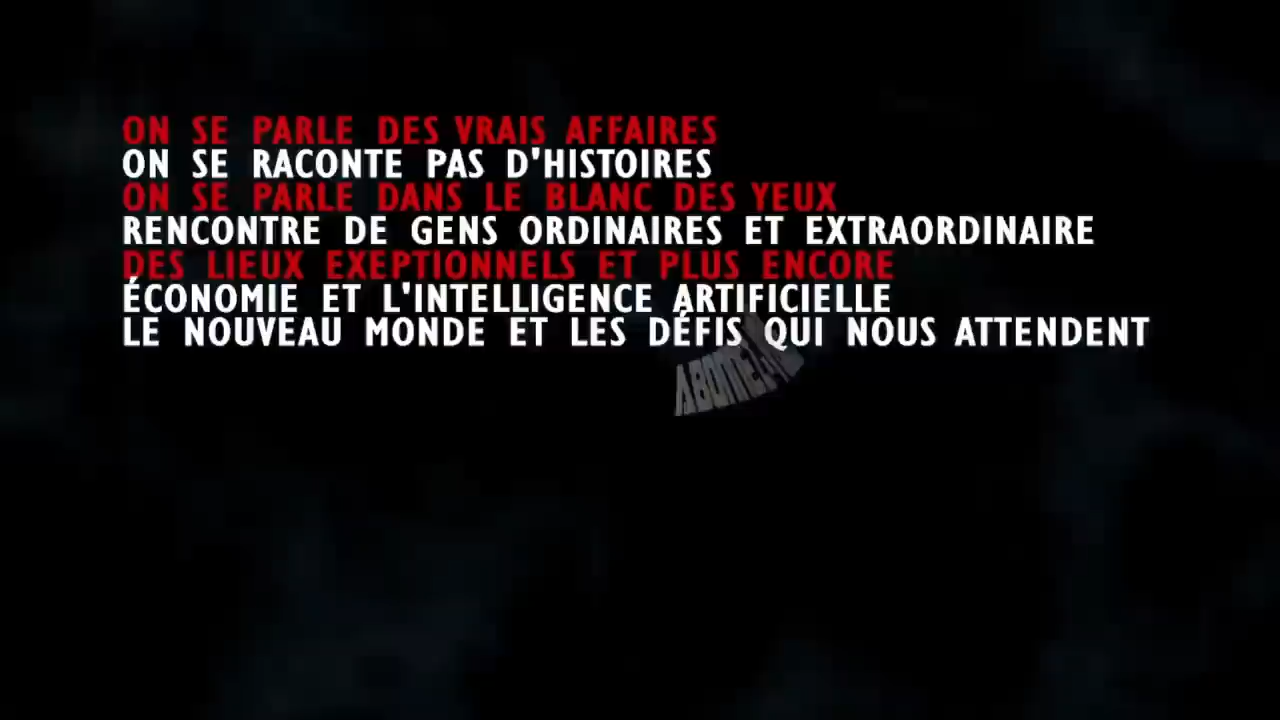 ON SE PARLE DES VRAIS AFFAIRES
ON SE RACONTE PAS D'HISTOIRES
ON SE PARLE DANS LE BLANC DES YEUX
RENCONTRE DE GENS ORDINAIRES ET EXTRAORDINAIRE
DES LIEUX EXEPTIONNELS ET PLUS ENCORE
ÉCONOMIE ET L'INTELLIGENCE ARTIFICIELLE
LE NOUVEAU MONDE ET LES DÉFIS QUI NOUS ATTENDENT